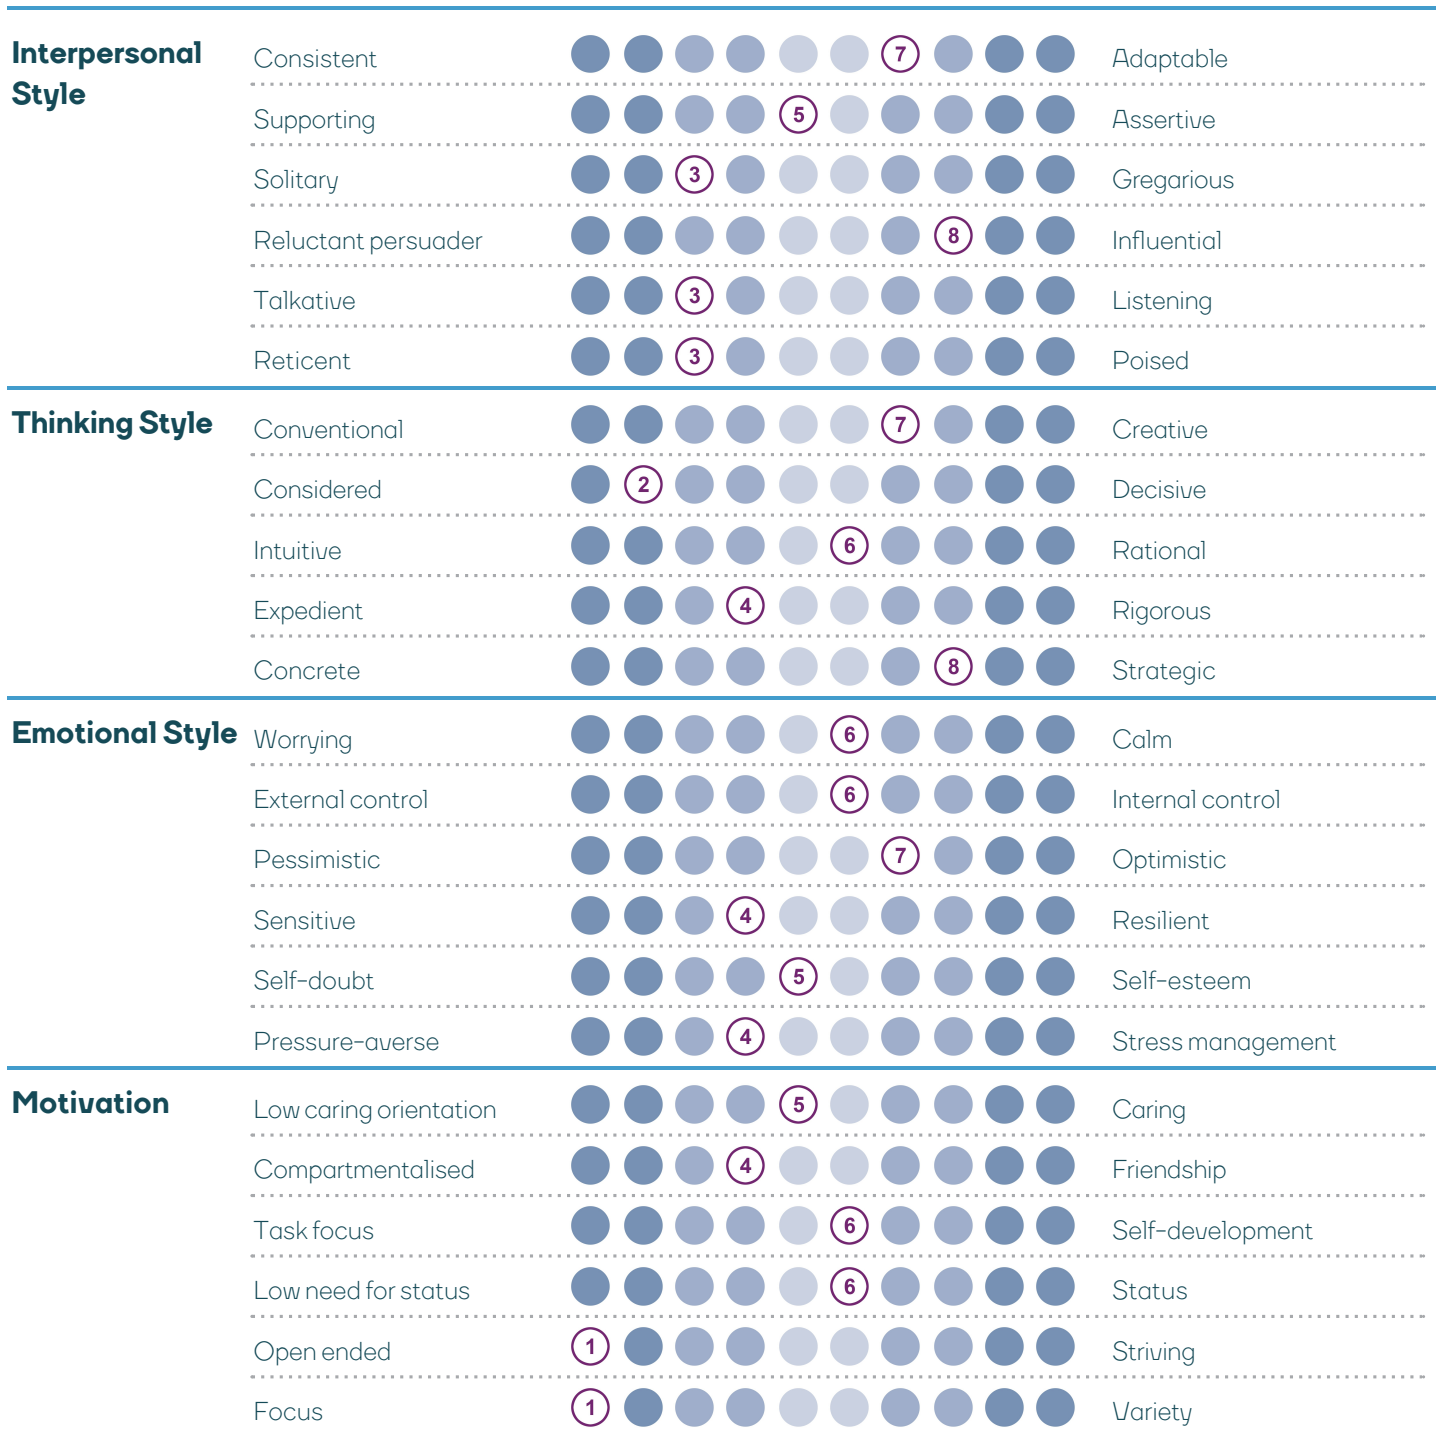 Interpersonal Style
Consistent 7 Adaptable
Supporting 5 Assertive
Solitary 3 Gregarious
Reluctant persuader 8 Influential
Talkative 3 Listening
Reticent 3 Poised
Thinking Style
Conventional 7 Creative
Considered 2 Decisive
Intuitive 6 Rational
Expedient 4 Rigorous
Concrete 8 Strategic
Emotional Style
Worrying 6 Calm
External control 6 Internal control
Pessimistic 7 Optimistic
Sensitive 4 Resilient
Self-doubt 5 Self-esteem
Pressure-averse 4 Stress management
Motivation
Low caring orientation 5 Caring
Compartmentalised 4 Friendship
Task focus 6 Self-development
Low need for status 6 Status
Open ended 1 Striving
Focus 1 Variety